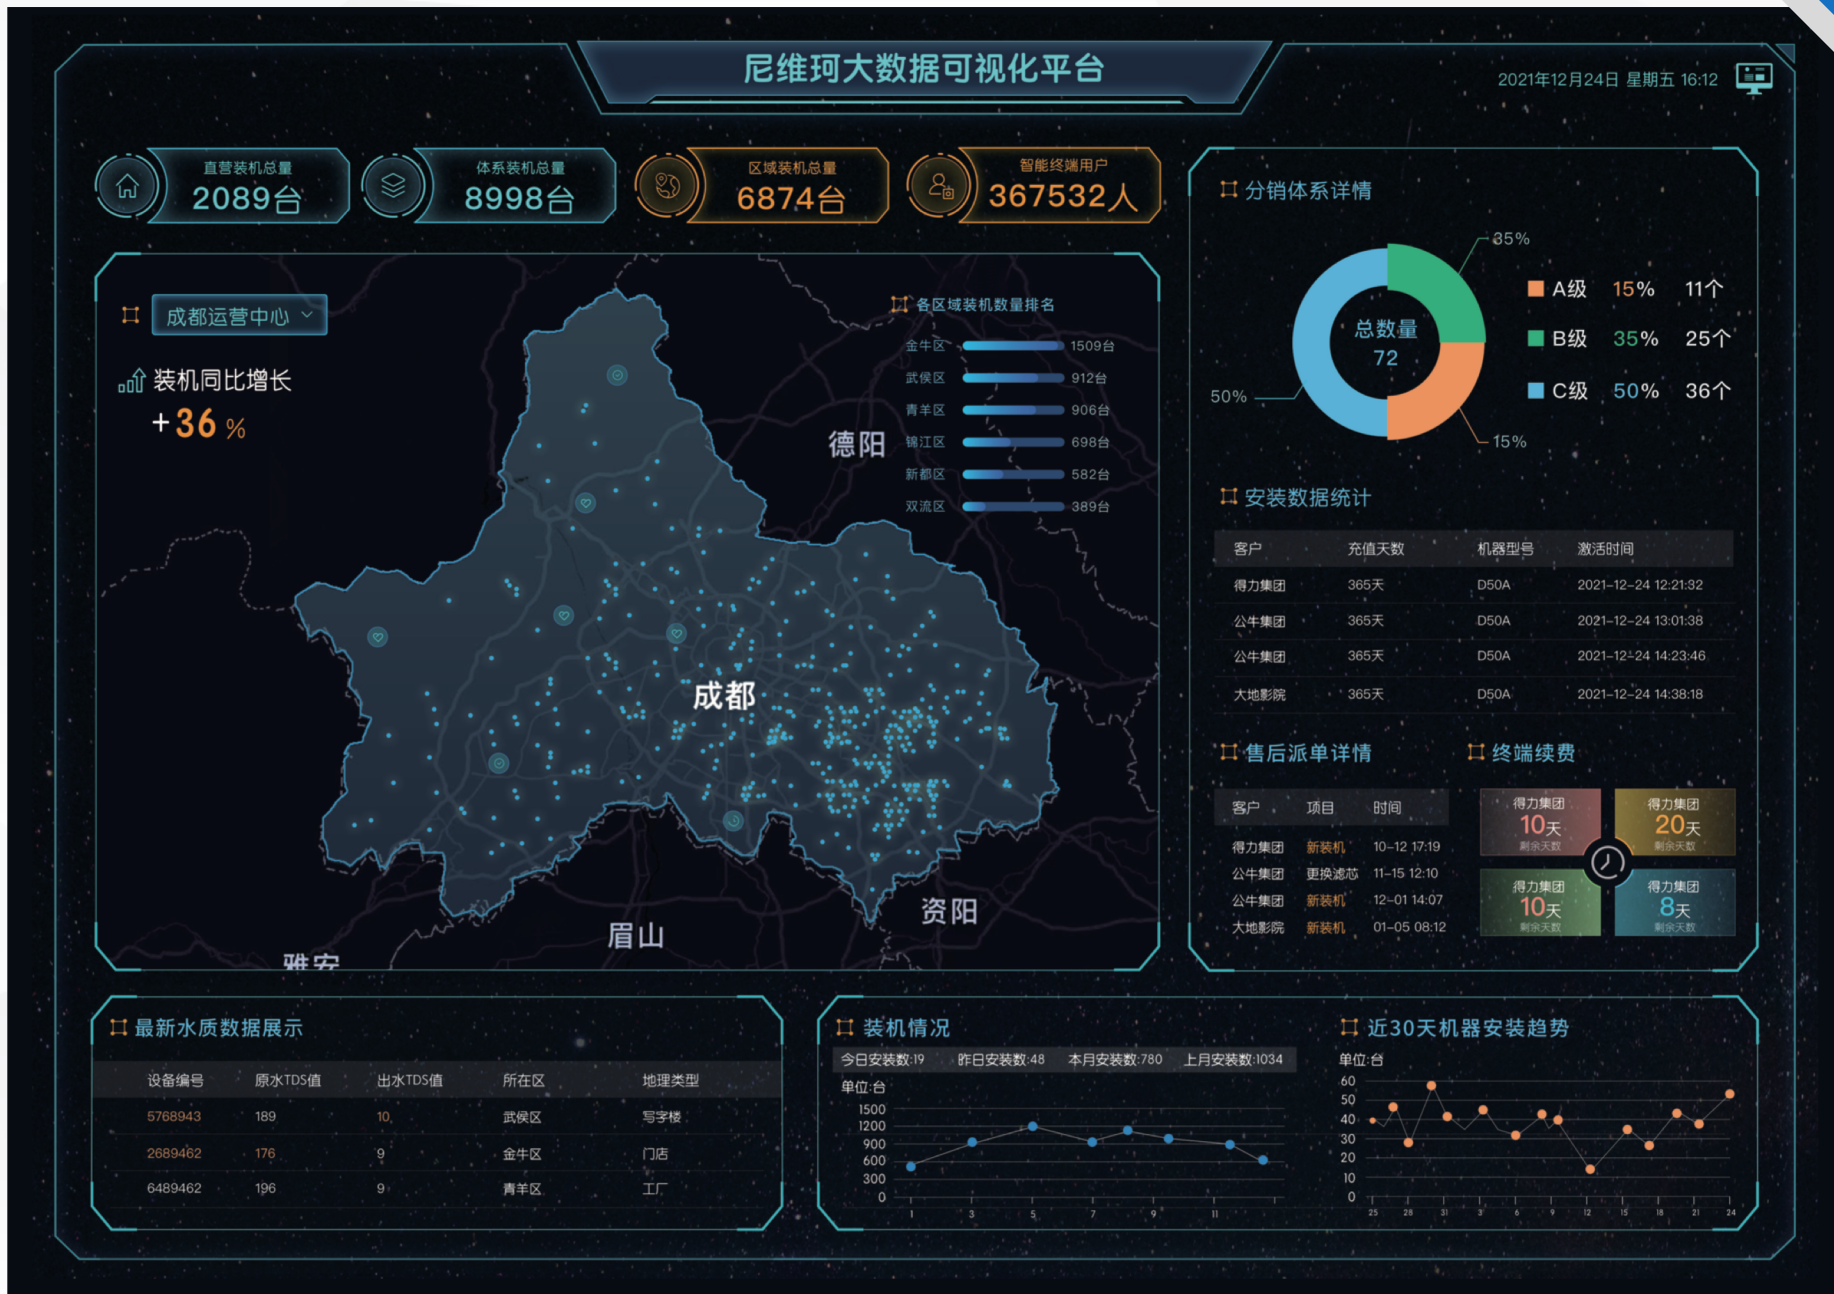 尼维珂大数据可视化平台
2021年12月24日 星期五 16:12
直营装机总量
2089台
体系装机总量
8998台
区域装机总量
6874台
智能终端用户
367532人
成都运营中心
装机同比增长
+36 %
各区域装机数量排名
金牛区 1509台
武侯区 912台
青羊区 906台
锦江区 698台
新都区 582台
双流区 389台
德阳
成都
资阳
眉山
雅安
分销体系详情
35%
50%
15%
总数量
72
A级 15% 11个
B级 35% 25个
C级 50% 36个
安装数据统计
客户 充值天数 机器型号 激活时间
得力集团 365天 D50A 2021-12-24 12:21:32
公牛集团 365天 D50A 2021-12-24 13:01:38
公牛集团 365天 D50A 2021-12-24 14:23:46
大地影院 365天 D50A 2021-12-24 14:38:18
售后派单详情
客户 项目 时间
得力集团 新装机 10-12 17:19
公牛集团 更换滤芯 11-15 12:10
公牛集团 新装机 12-01 14:07
大地影院 新装机 01-05 08:12
终端续费
得力集团
10天
剩余天数
得力集团
20天
剩余天数
得力集团
10天
剩余天数
得力集团
8天
剩余天数
最新水质数据展示
设备编号 原水TDS值 出水TDS值 所在区 地理类型
5768943 189 10 武侯区 写字楼
2689462 176 9 金牛区 门店
6489462 196 9 青羊区 工厂
装机情况
今日安装数:19 昨日安装数:48 本月安装数:780 上月安装数:1034
单位:台
1500
1200
900
600
300
0
1 3 5 7 9 11
近30天机器安装趋势
单位:台
60
50
40
30
20
10
0
25 28 31 3 6 9 12 15 18 21 24